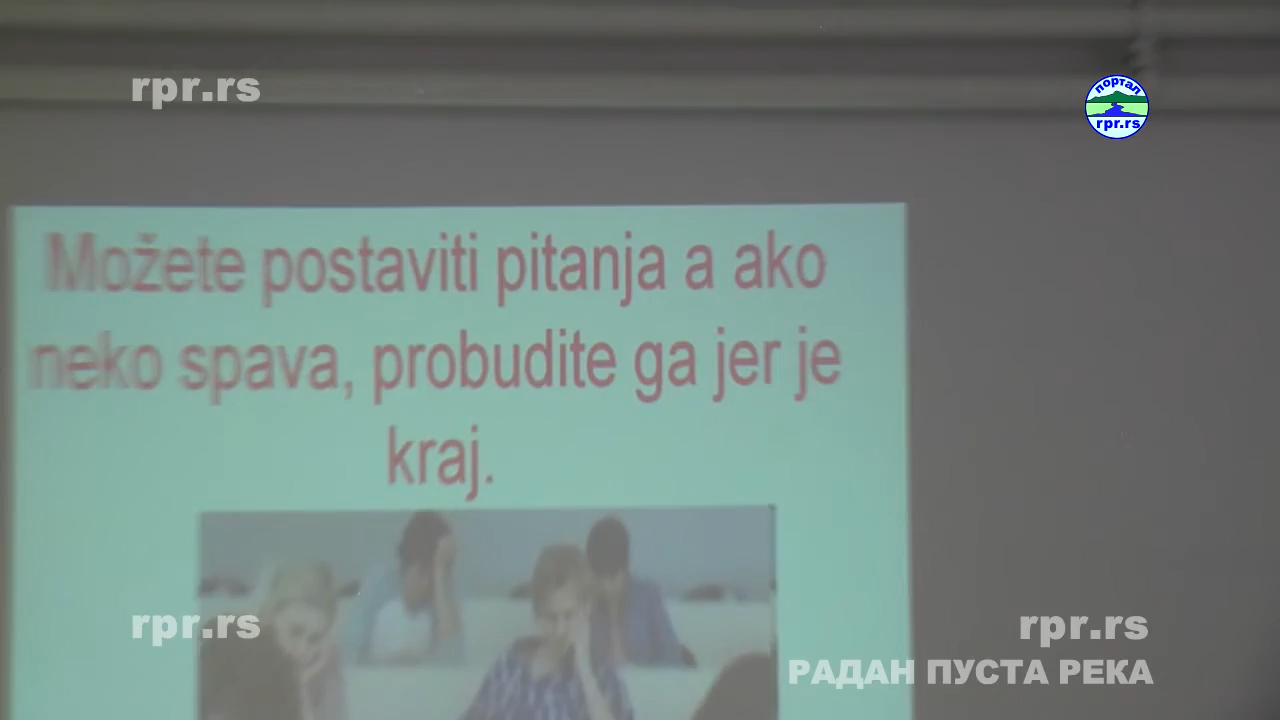 rpr.rs
портал
rpr.rs
Možete postaviti pitanja a ako
neko spava, probudite ga jer je
kraj.
rpr.rs
rpr.rs
РАДАН ПУСТА РЕКА